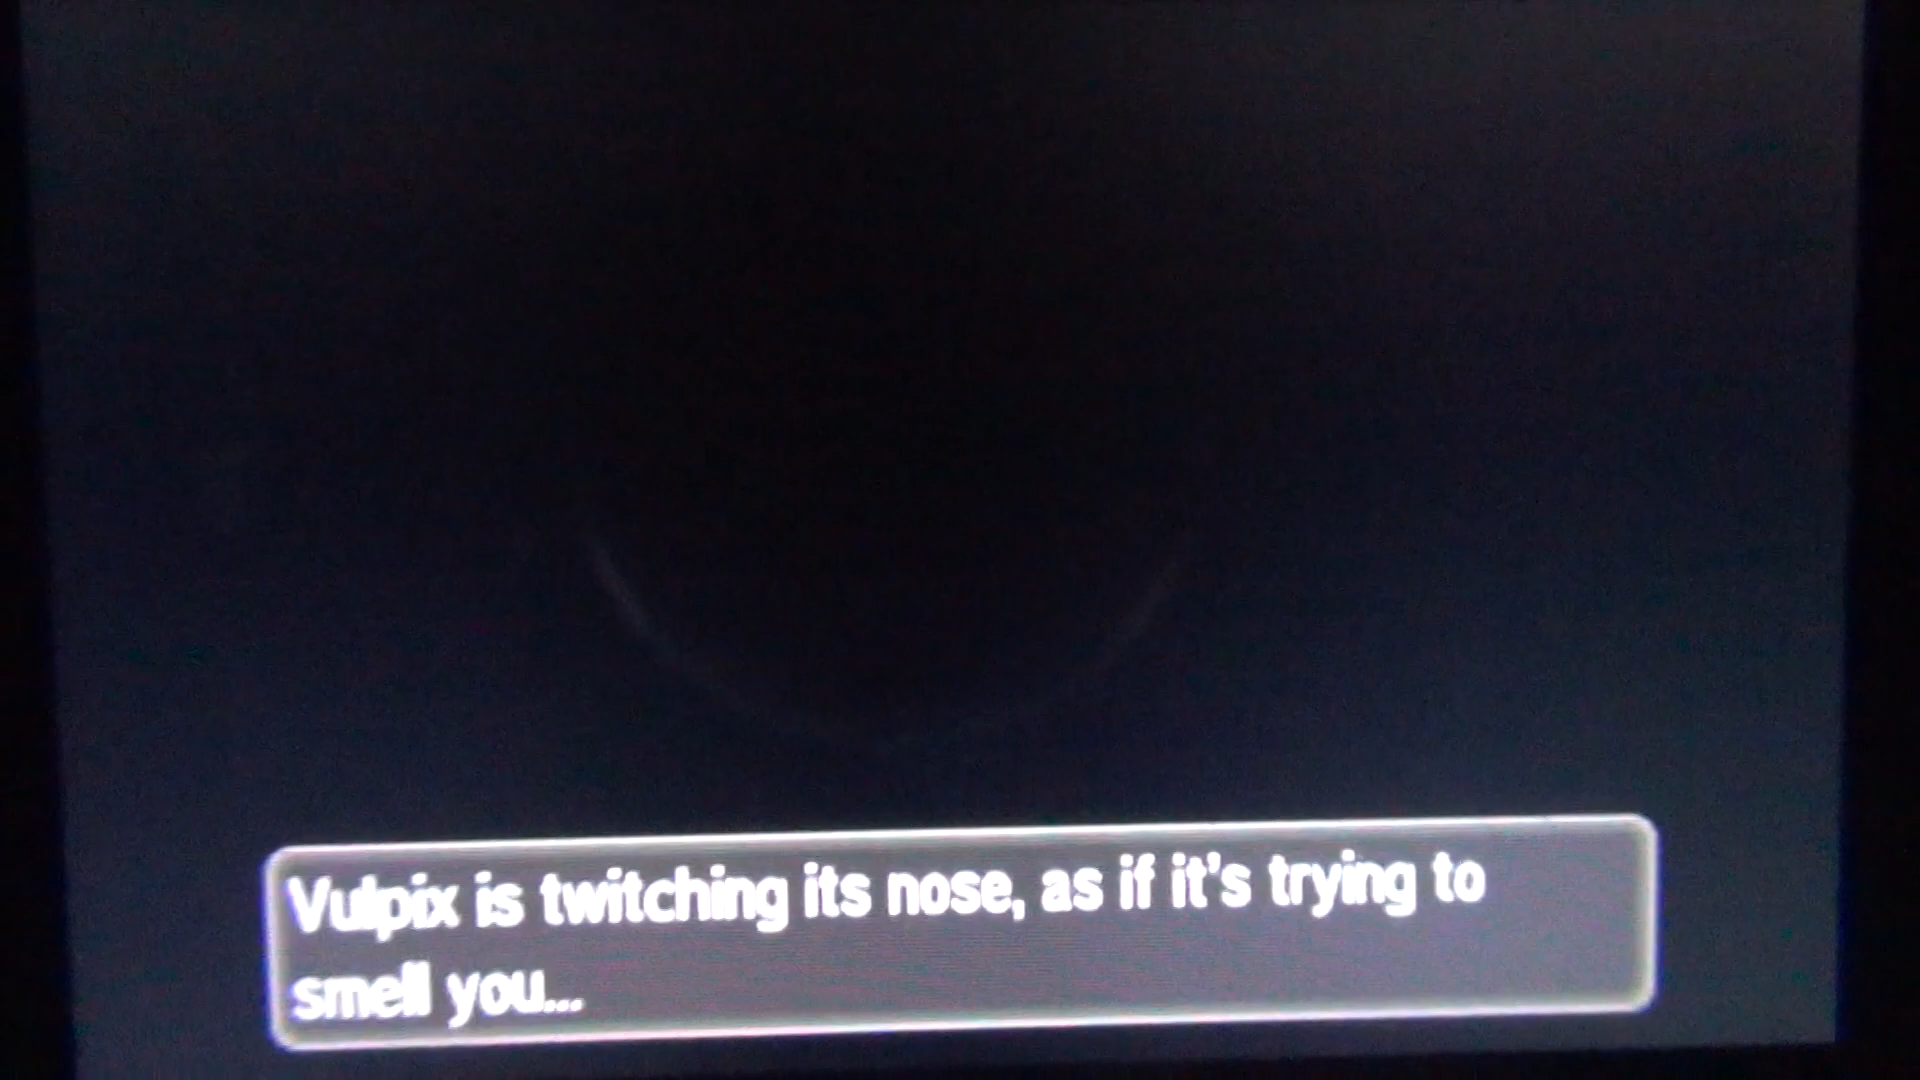 Vulpix is twitching its nose, as if it's trying to
smell you...